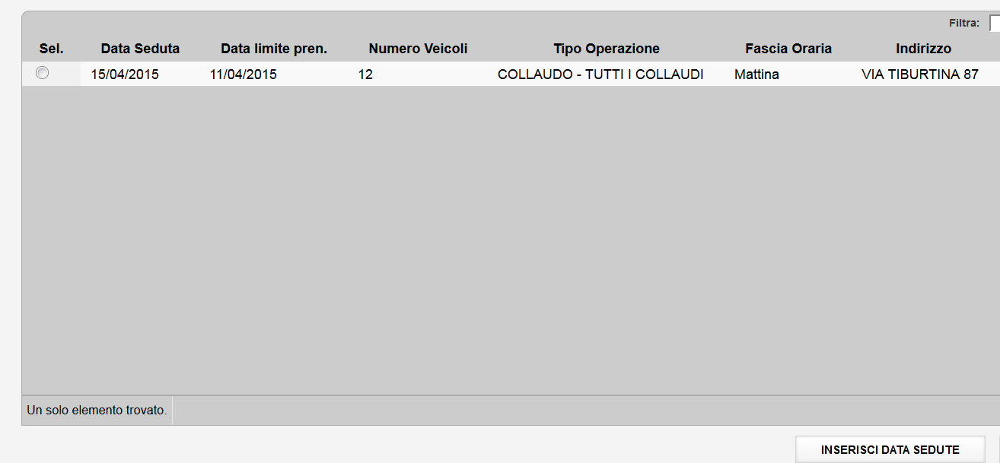 Filtra:
Sel. Data Seduta Data limite pren. Numero Veicoli Tipo Operazione Fascia Oraria Indirizzo
15/04/2015 11/04/2015 12 COLLAUDO - TUTTI I COLLAUDI Mattina VIA TIBURTINA 87
Un solo elemento trovato.
INSERISCI DATA SEDUTE